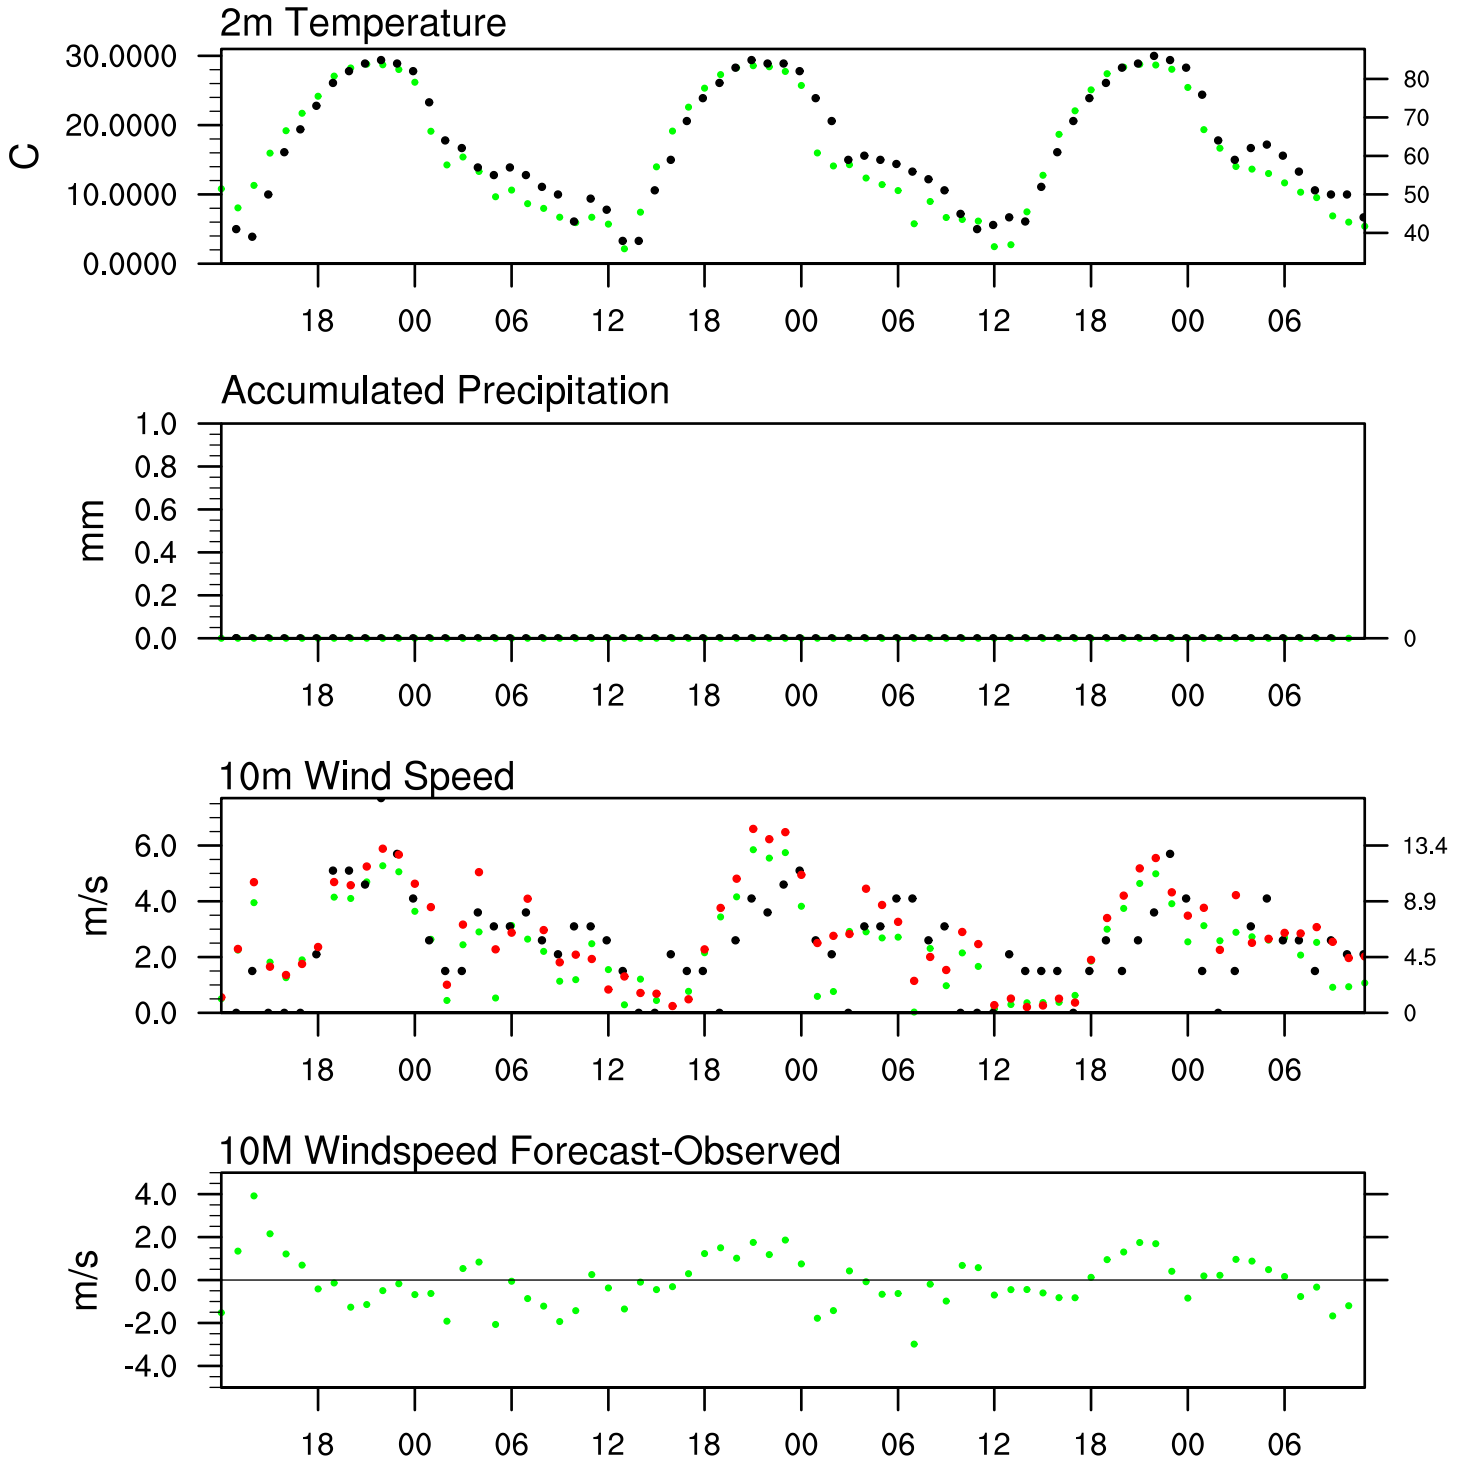 2m Temperature
30.0000
20.0000
10.0000
0.0000
C
80
70
60
50
40
18 00 06 12 18 00 06 12 18 00 06
Accumulated Precipitation
1.0
0.8
0.6
0.4
0.2
0.0
mm
0
18 00 06 12 18 00 06 12 18 00 06
10m Wind Speed
6.0
4.0
2.0
0.0
m/s
13.4
8.9
4.5
0
18 00 06 12 18 00 06 12 18 00 06
10M Windspeed Forecast-Observed
4.0
2.0
0.0
-2.0
-4.0
m/s
18 00 06 12 18 00 06 12 18 00 06